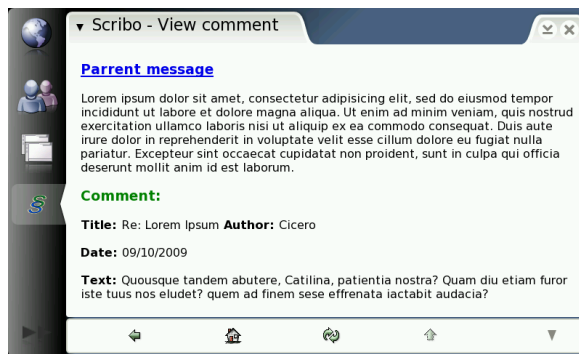 Scribo - View comment
Parrent message
Lorem ipsum dolor sit amet, consectetur adipisicing elit, sed do eiusmod tempor
incididunt ut labore et dolore magna aliqua. Ut enim ad minim veniam, quis nostrud
exercitation ullamco laboris nisi ut aliquip ex ea commodo consequat. Duis aute
irure dolor in reprehenderit in voluptate velit esse cillum dolore eu fugiat nulla
pariatur. Excepteur sint occaecat cupidatat non proident, sunt in culpa qui officia
deserunt mollit anim id est laborum.
Comment:
Title: Re: Lorem Ipsum Author: Cicero
Date: 09/10/2009
Text: Quousque tandem abutere, Catilina, patientia nostra? Quam diu etiam furor
iste tuus nos eludet? quem ad finem sese effrenata iactabit audacia?